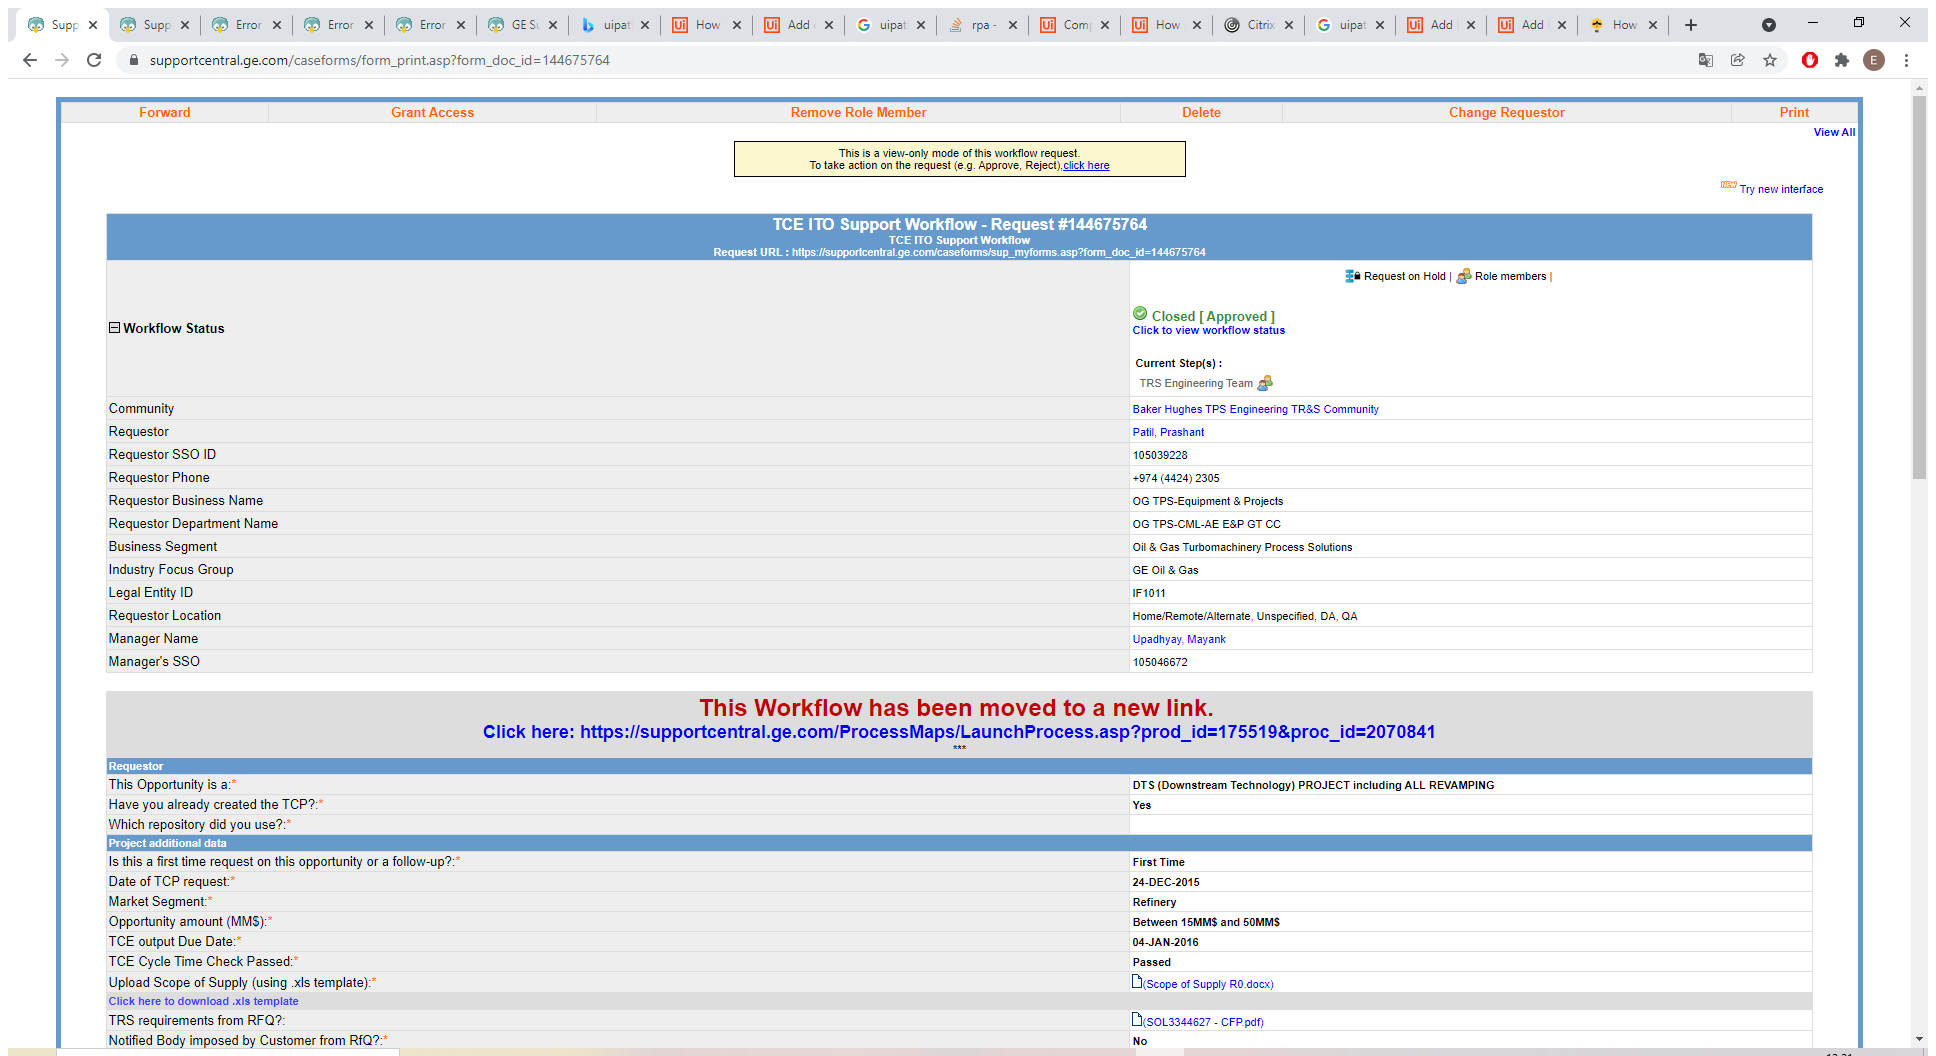 Supp
Supp
Error
Error
Error
GE Su
uipat
How
Add
uipat
rpa -
Com
How
Citrix
uipat
Add
Add
How
supportcentral.ge.com/caseforms/form_print.asp?form_doc_id=144675764
E
Forward
Grant Access
Remove Role Member
Delete
Change Requestor
Print
View All
This is a view-only mode of this workflow request.
To take action on the request (e.g. Approve, Reject),click here
NEW Try new interface
TCE ITO Support Workflow - Request #144675764
TCE ITO Support Workflow
Request URL : https://supportcentral.ge.com/caseforms/sup_myforms.asp?form_doc_id=144675764
Request on Hold | Role members |
Workflow Status
Closed [ Approved ]
Click to view workflow status
Current Step(s) :
TRS Engineering Team
Community
Baker Hughes TPS Engineering TR&S Community
Requestor
Patil, Prashant
Requestor SSO ID
105039228
Requestor Phone
+974 (4424) 2305
Requestor Business Name
OG TPS-Equipment & Projects
Requestor Department Name
OG TPS-CML-AE E&P GT CC
Business Segment
Oil & Gas Turbomachinery Process Solutions
Industry Focus Group
GE Oil & Gas
Legal Entity ID
IF1011
Requestor Location
Home/Remote/Alternate, Unspecified, DA, QA
Manager Name
Upadhyay, Mayank
Manager's SSO
105046672
This Workflow has been moved to a new link.
Click here: https://supportcentral.ge.com/ProcessMaps/LaunchProcess.asp?prod_id=175519&proc_id=2070841
***
Requestor
This Opportunity is a:*
DTS (Downstream Technology) PROJECT including ALL REVAMPING
Have you already created the TCP?:*
Yes
Which repository did you use?:*
Project additional data
Is this a first time request on this opportunity or a follow-up?:*
First Time
Date of TCP request:*
24-DEC-2015
Market Segment:*
Refinery
Opportunity amount (MM$):*
Between 15MM$ and 50MM$
TCE output Due Date:*
04-JAN-2016
TCE Cycle Time Check Passed:*
Passed
Upload Scope of Supply (using .xls template):*
(Scope of Supply R0.docx)
Click here to download .xls template
TRS requirements from RFQ?:
(SOL3344627 - CFP.pdf)
Notified Body imposed by Customer from RfQ?:*
No